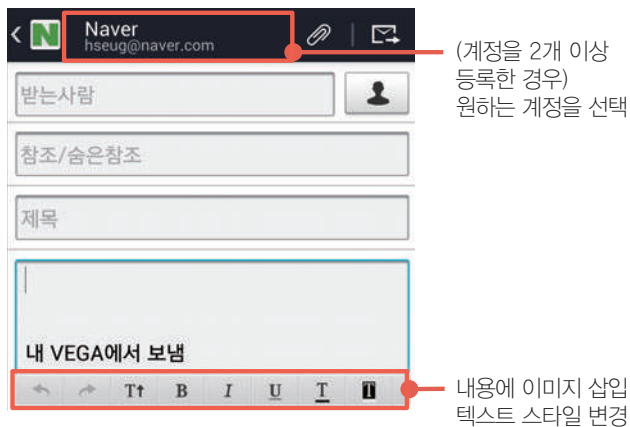 Naver
hseug@naver.com
(계정을 2개 이상
등록한 경우)
원하는 계정을 선택
받는사람
참조/숨은참조
제목
내 VEGA에서 보냄
T↑ B I U T T
내용에 이미지 삽입
텍스트 스타일 변경